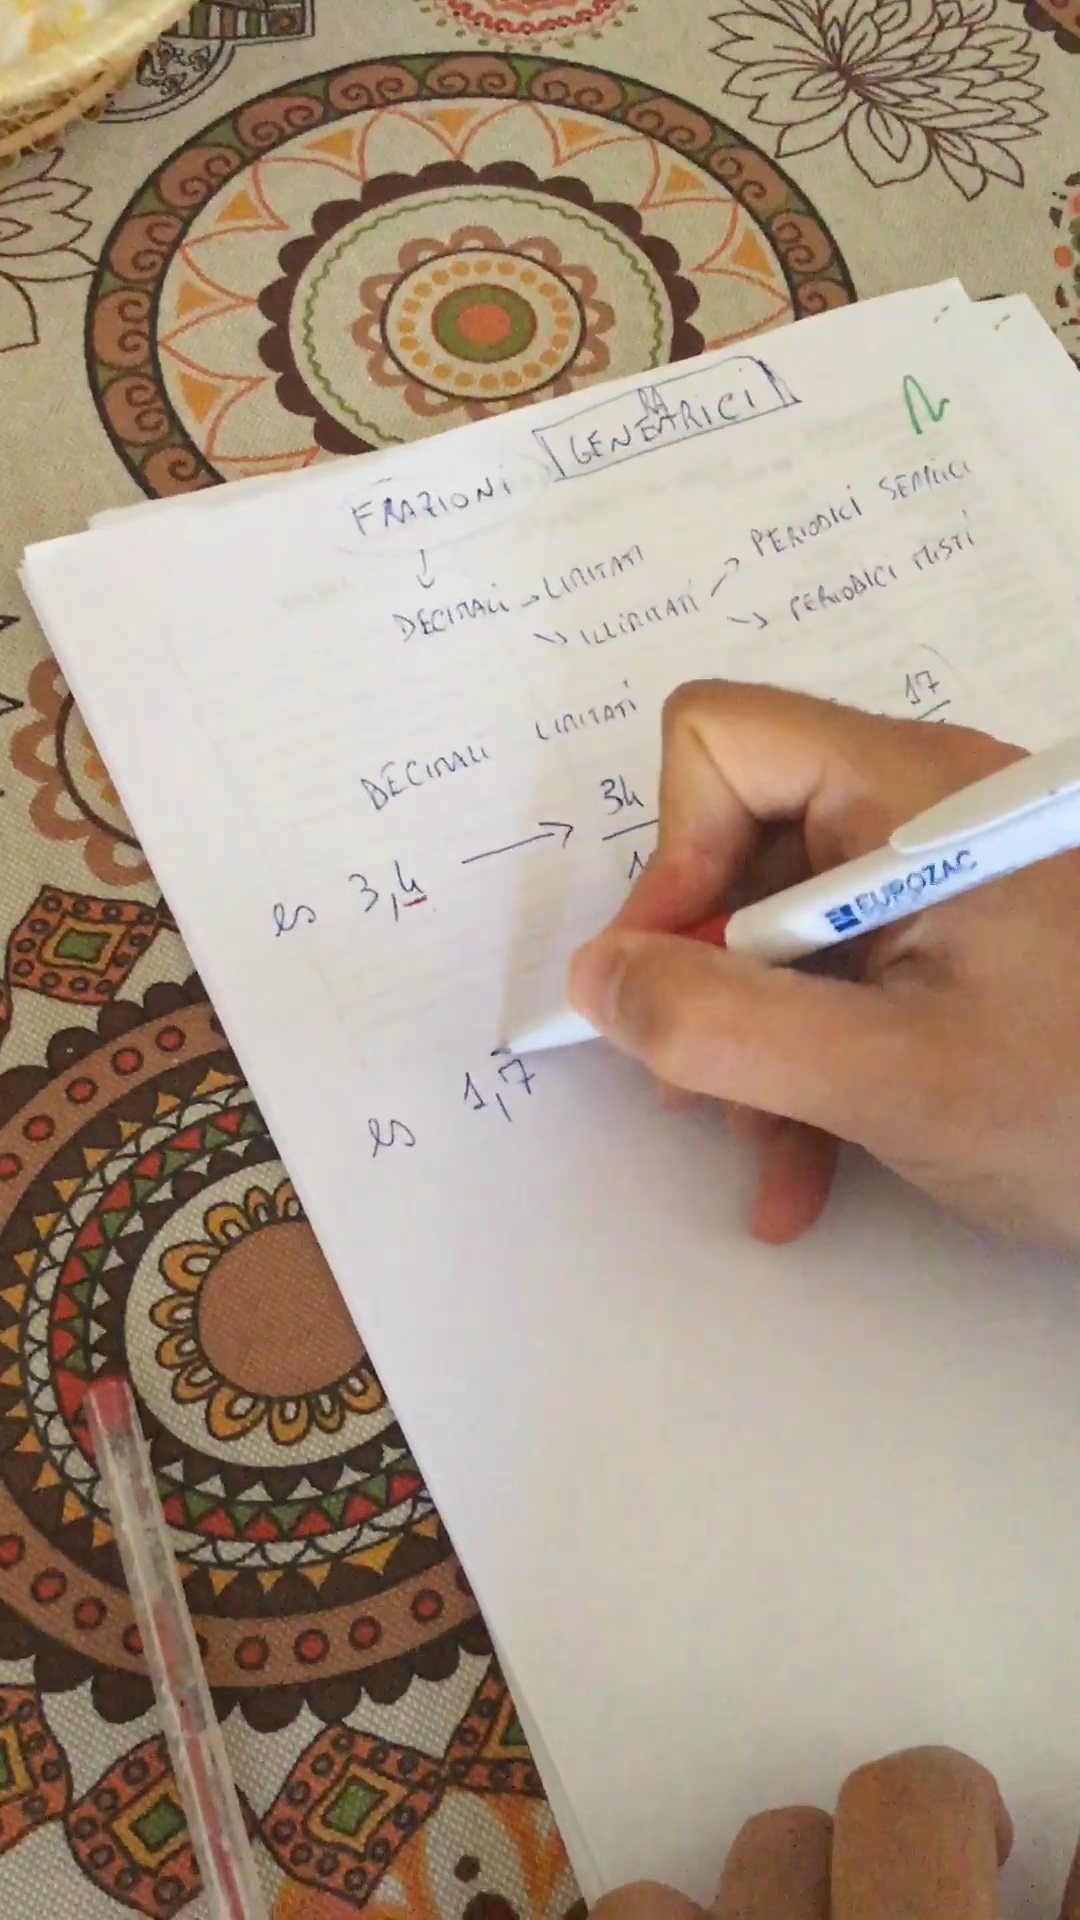 FRAZIONI GENERATRICI
DECIMALI → LIMITATI
↘ ILLIMITATI → PERIODICI SEMPLICI
↘ PERIODICI MISTI
DECIMALI LIMITATI
es 3,4 → 34
17
es 1,7
EUROZAC